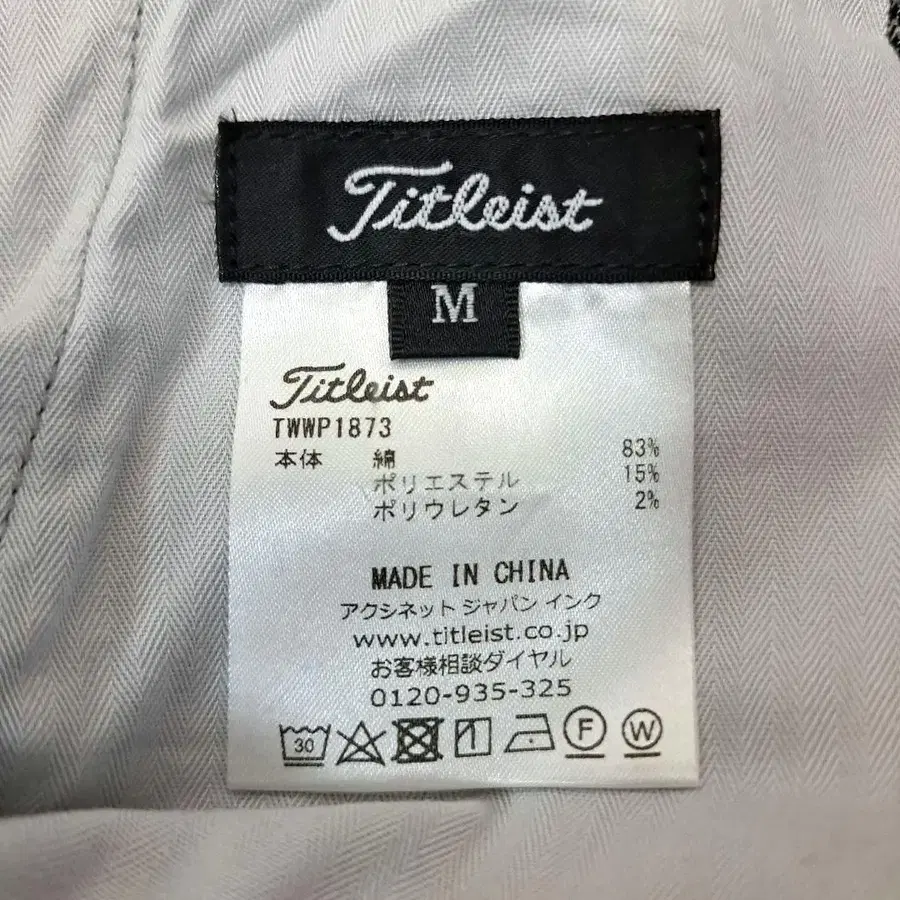 Titleist
M
Titleist
TWWP1873
本体 綿 83%
ポリエステル 15%
ポリウレタン 2%
MADE IN CHINA
アクシネット ジャパン インク
www.titleist.co.jp
お客様相談ダイヤル
0120-935-325
30 F W